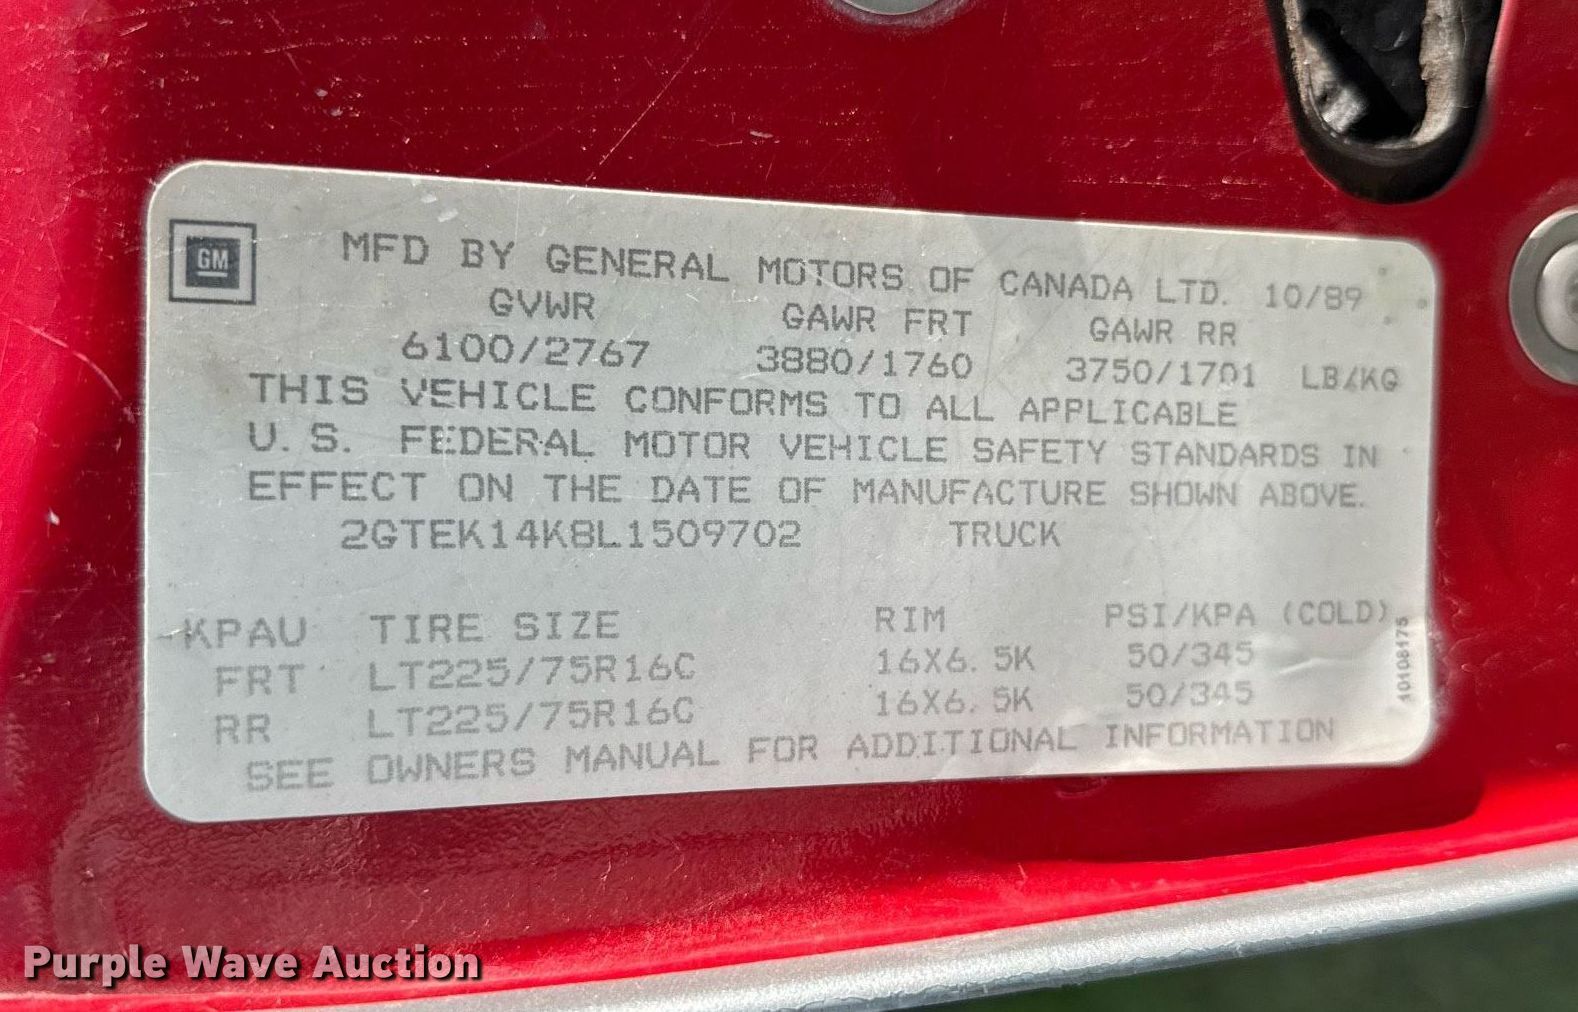 GM
MFD BY GENERAL MOTORS OF CANADA LTD. 10/89
GVWR GAWR FRT GAWR RR
6100/2767 3880/1760 3750/1701 LB/KG
THIS VEHICLE CONFORMS TO ALL APPLICABLE
U.S. FEDERAL MOTOR VEHICLE SAFETY STANDARDS IN
EFFECT ON THE DATE OF MANUFACTURE SHOWN ABOVE.
2GTEK14K8L1509702 TRUCK
KPAU TIRE SIZE RIM PSI/KPA (COLD)
FRT LT225/75R16C 16X6.5K 50/345
RR LT225/75R16C 16X6.5K 50/345
SEE OWNERS MANUAL FOR ADDITIONAL INFORMATION
10108175
Purple Wave Auction